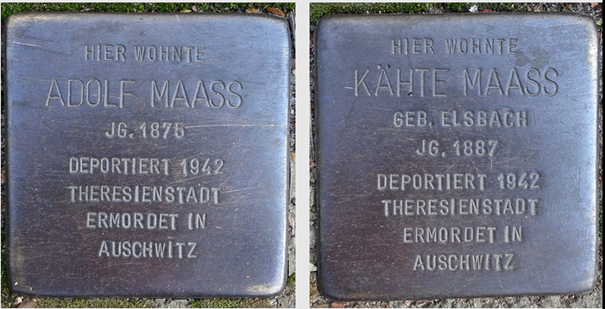 HIER WOHNTE
ADOLF MAASS
JG. 1875
DEPORTIERT 1942
THERESIENSTADT
ERMORDET IN
AUSCHWITZ
HIER WOHNTE
KÄHTE MAASS
GEB. ELSBACH
JG. 1887
DEPORTIERT 1942
THERESIENSTADT
ERMORDET IN
AUSCHWITZ